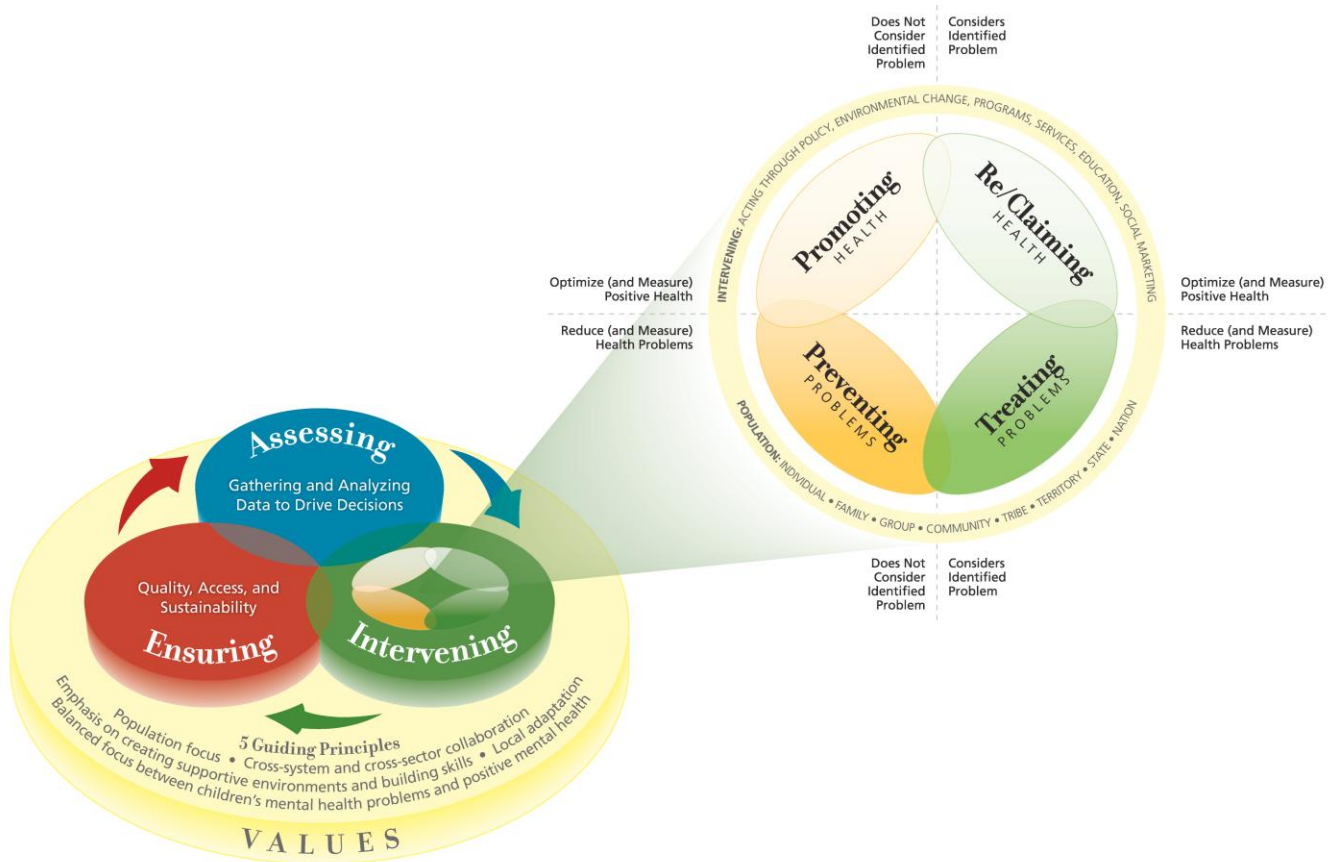 Does Not
Consider
Identified
Problem
Considers
Identified
Problem
INTERVENING: ACTING THROUGH POLICY, ENVIRONMENTAL CHANGE, PROGRAMS, SERVICES, EDUCATION, SOCIAL MARKETING
Promoting
HEALTH
Re/Claiming
HEALTH
Optimize (and Measure)
Positive Health
Reduce (and Measure)
Health Problems
Optimize (and Measure)
Positive Health
Reduce (and Measure)
Health Problems
Preventing
PROBLEMS
Treating
PROBLEMS
POPULATION: INDIVIDUAL • FAMILY • GROUP • COMMUNITY • TRIBE • TERRITORY • STATE • NATION
Does Not
Consider
Identified
Problem
Considers
Identified
Problem
Assessing
Gathering and Analyzing
Data to Drive Decisions
Quality, Access, and
Sustainability
Ensuring
Intervening
5 Guiding Principles
Population focus • Cross-system and cross-sector collaboration
Emphasis on creating supportive environments and building skills • Local adaptation
Balanced focus between children's mental health problems and positive mental health
VALUES